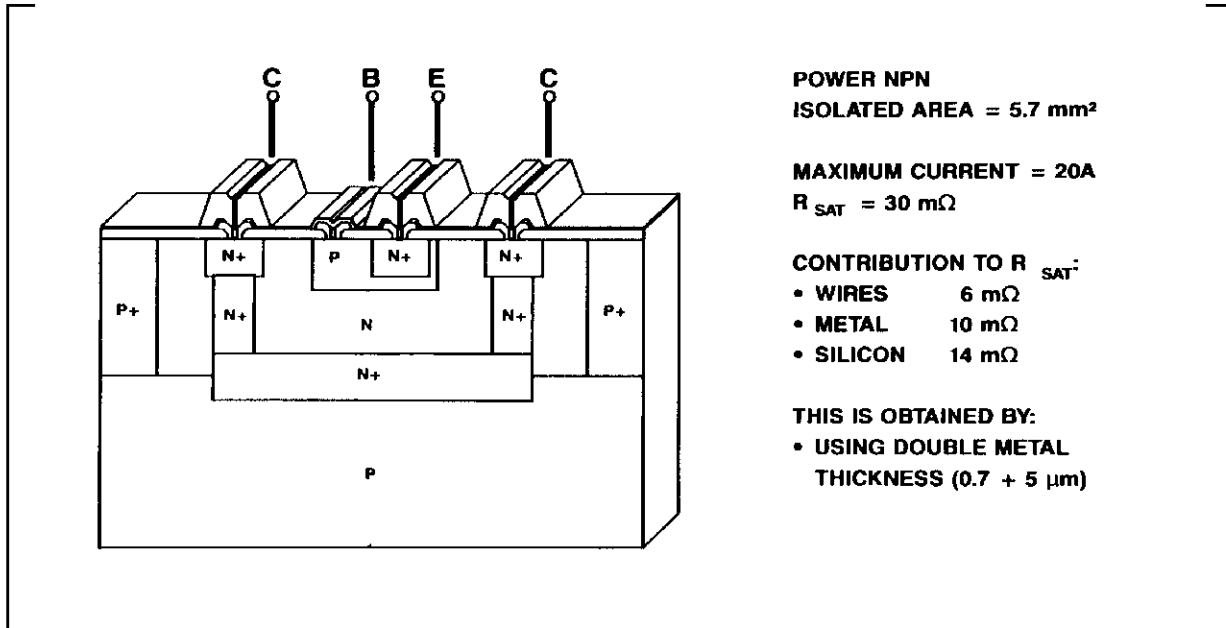 C B E C
N+ P N+ N+
P+ N+ N N+ P+
N+
P
POWER NPN
ISOLATED AREA = 5.7 mm²
MAXIMUM CURRENT = 20A
R SAT = 30 mΩ
CONTRIBUTION TO R SAT:
• WIRES 6 mΩ
• METAL 10 mΩ
• SILICON 14 mΩ
THIS IS OBTAINED BY:
• USING DOUBLE METAL
THICKNESS (0.7 + 5 μm)